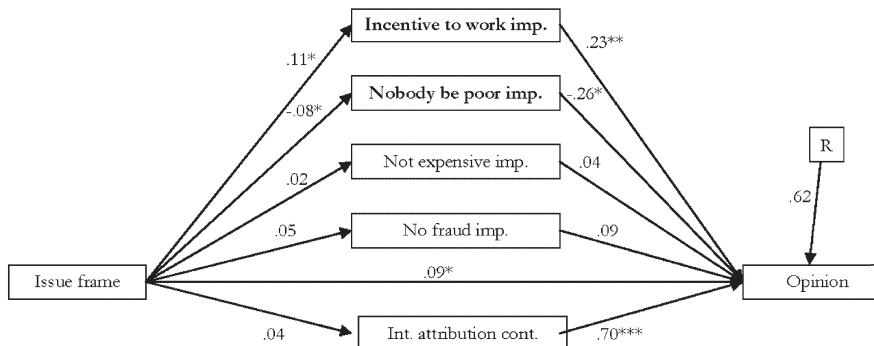 Incentive to work imp.
.11*
.23**
Nobody be poor imp.
-.08*
-.26*
R
Not expensive imp.
.02
.04
.62
No fraud imp.
.05
.09
Issue frame
.09*
Opinion
Int. attribution cont.
.04
.70***